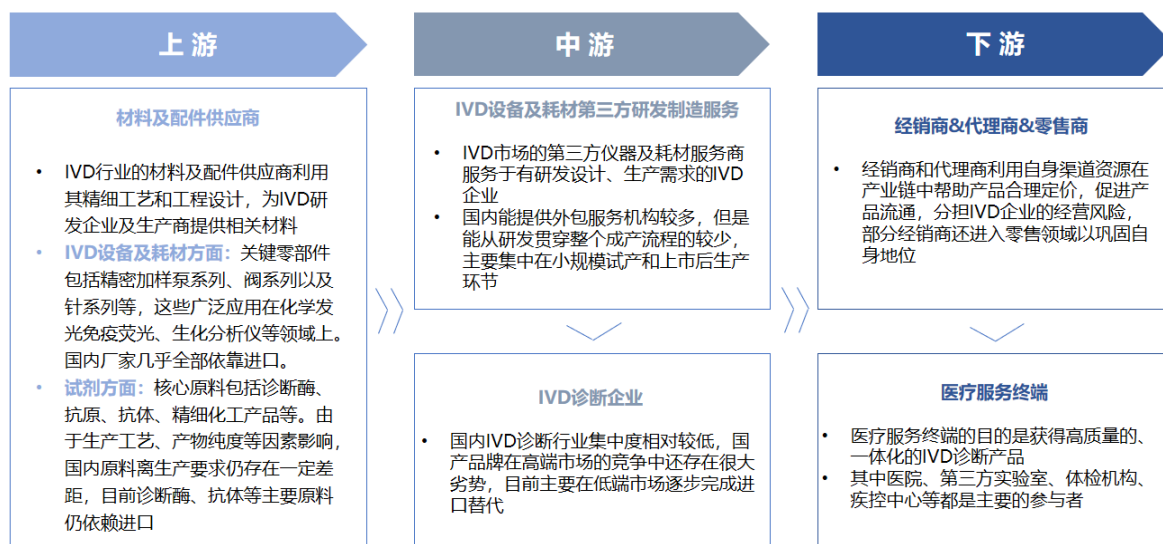 上 游
材料及配件供应商
• IVD行业的材料及配件供应商利用
其精细工艺和工程设计，为IVD研
发企业及生产商提供相关材料
• IVD设备及耗材方面：关键零部件
包括精密加样泵系列、阀系列以及
针系列等，这些广泛应用在化学发
光免疫荧光、生化分析仪等领域上。
国内厂家几乎全部依靠进口。
• 试剂方面：核心原料包括诊断酶、
抗原、抗体、精细化工产品等。由
于生产工艺、产物纯度等因素影响，
国内原料离生产要求仍存在一定差
距，目前诊断酶、抗体等主要原料
仍依赖进口
中 游
IVD设备及耗材第三方研发制造服务
• IVD市场的第三方仪器及耗材服务商
服务于有研发设计、生产需求的IVD
企业
• 国内能提供外包服务机构较多，但是
能从研发贯穿整个成产流程的较少，
主要集中在小规模试产和上市后生产
环节
IVD诊断企业
• 国内IVD诊断行业集中度相对较低，国
产品牌在高端市场的竞争中还存在很大
劣势，目前主要在低端市场逐步完成进
口替代
下 游
经销商&代理商&零售商
• 经销商和代理商利用自身渠道资源在
产业链中帮助产品合理定价，促进产
品流通，分担IVD企业的经营风险，
部分经销商还进入零售领域以巩固自
身地位
医疗服务终端
• 医疗服务终端的目的是获得高质量的、
一体化的IVD诊断产品
• 其中医院、第三方实验室、体检机构、
疾控中心等都是主要的参与者